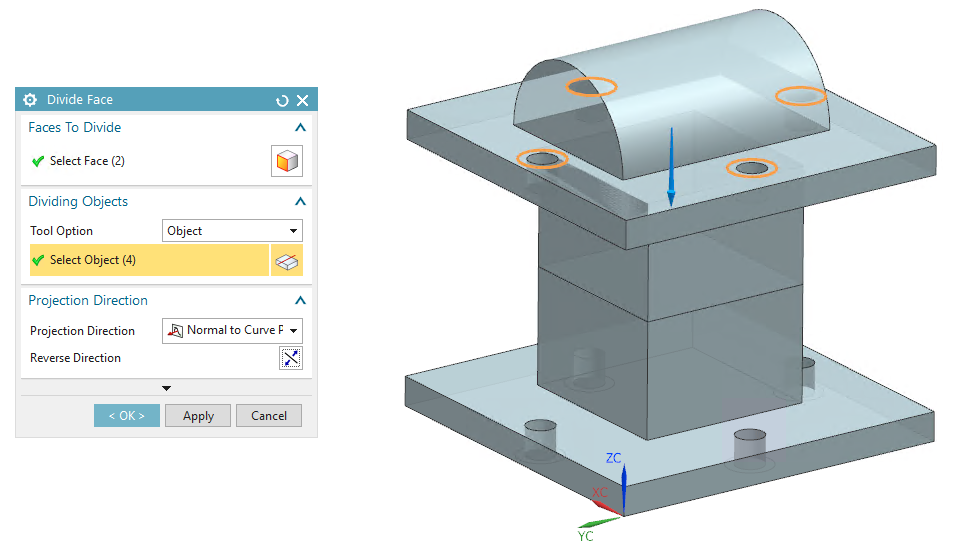 Divide Face
Faces To Divide
Select Face (2)
Dividing Objects
Tool Option
Object
Select Object (4)
Projection Direction
Projection Direction
Normal to Curve P
Reverse Direction
< OK >
Apply
Cancel
ZC
XC
YC